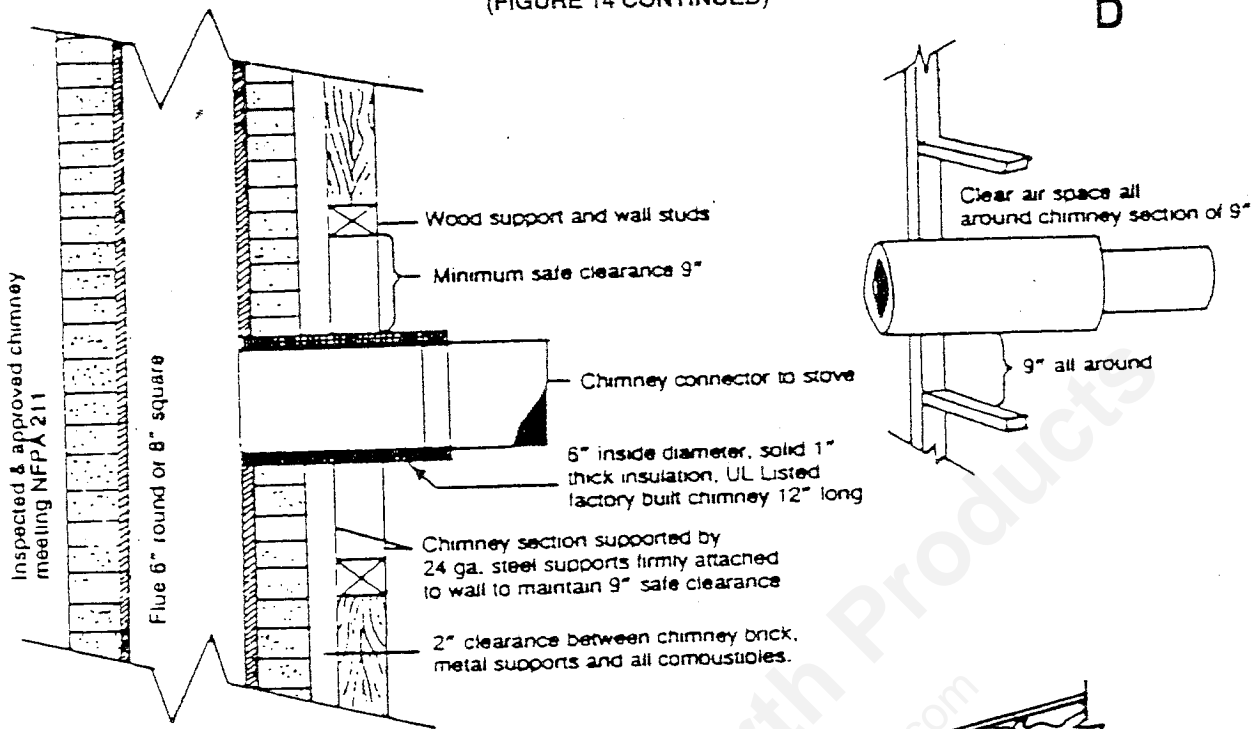 (FIGURE 14 CONTINUED)
D
Inspected & approved chimney
meeting NFPA 211
Flue 6" round or 8" square
Wood support and wall studs
Minimum safe clearance 9"
Chimney connector to stove
6" inside diameter, solid 1"
thick insulation, UL Listed
factory built chimney 12" long
Chimney section supported by
24 ga. steel supports firmly attached
to wall to maintain 9" safe clearance
2" clearance between chimney brick,
metal supports and all combustibles.
Clear air space all
around chimney section of 9"
9" all around
Products